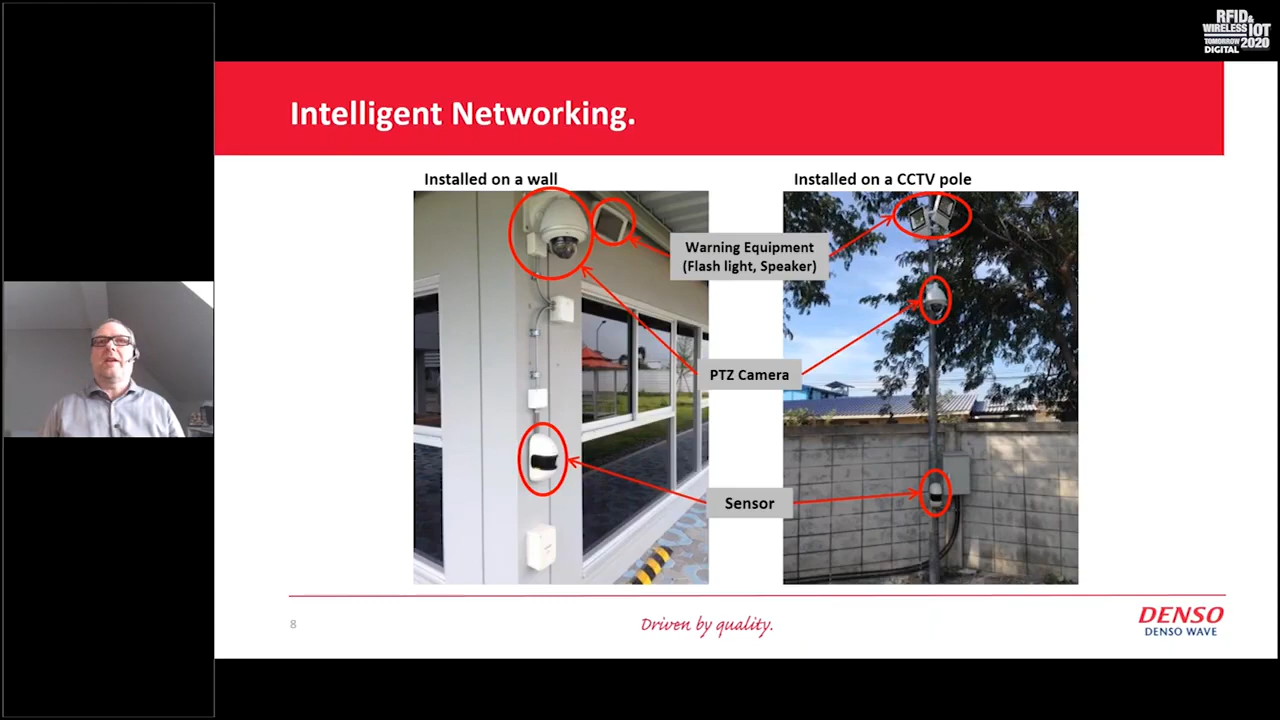 RFID&
WIRELESS IOT
TOMORROW 2020
DIGITAL
Intelligent Networking.
Installed on a wall
Installed on a CCTV pole
Warning Equipment
(Flash light, Speaker)
PTZ Camera
Sensor
8
Driven by quality.
DENSO
DENSO WAVE